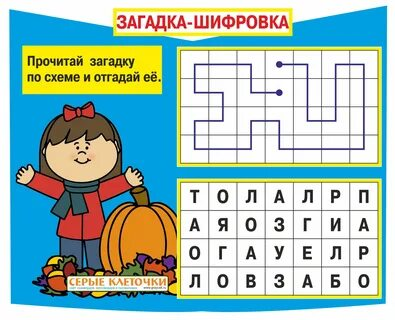 ЗАГАДКА-ШИФРОВКА
Прочитай загадку
по схеме и отгадай её.
Т О Л А Л Р П
А Я О З Г И А
О Г А У Е Л Р
Л О В З А Б О
СЕРЫЕ КЛЕТОЧКИ